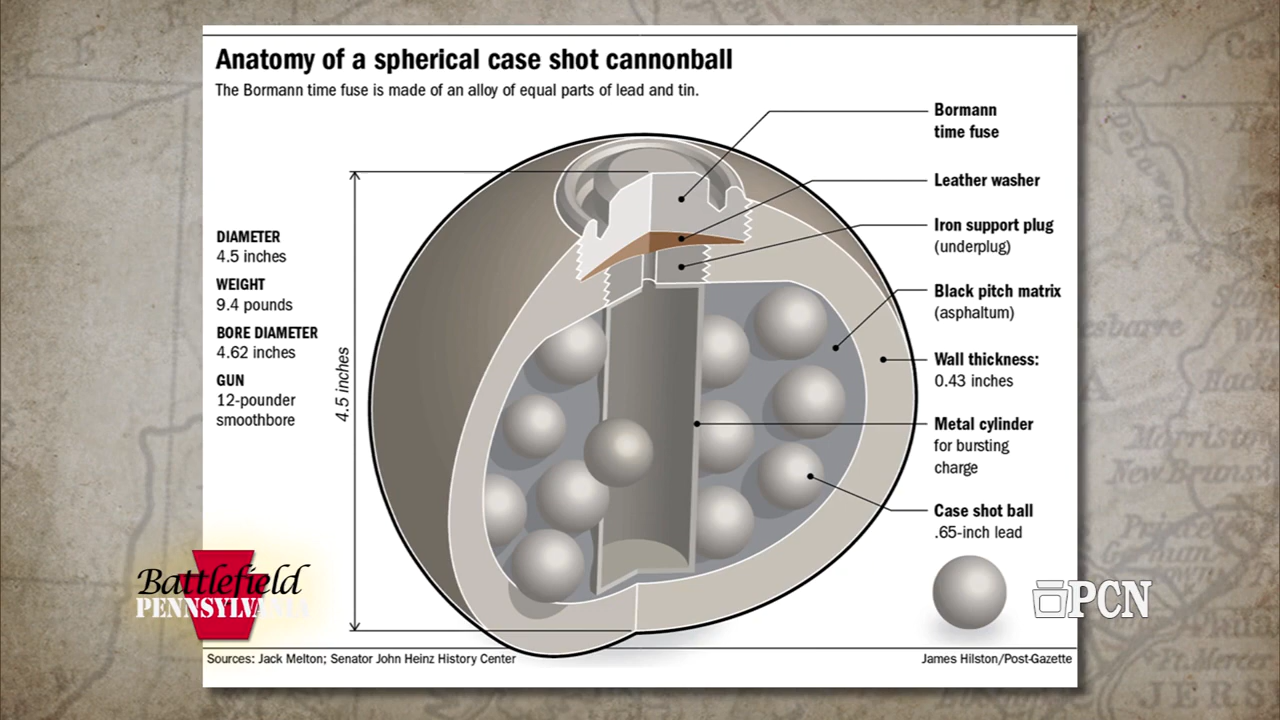 Anatomy of a spherical case shot cannonball
The Bormann time fuse is made of an alloy of equal parts of lead and tin.
Bormann
time fuse
Leather washer
Iron support plug
(underplug)
Black pitch matrix
(asphaltum)
Wall thickness:
0.43 inches
Metal cylinder
for bursting
charge
Case shot ball
.65-inch lead
DIAMETER
4.5 inches
WEIGHT
9.4 pounds
BORE DIAMETER
4.62 inches
GUN
12-pounder
smoothbore
4.5 inches
Battlefield
PENNSYLVANIA
PCN
Sources: Jack Melton; Senator John Heinz History Center
James Hilston/Post-Gazette
JERS